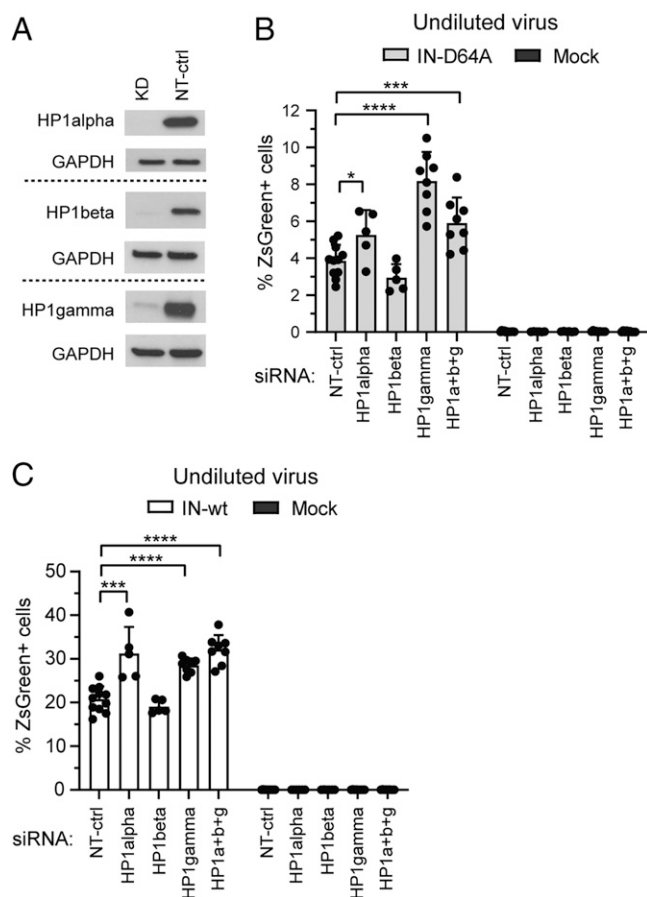 A
KD
NT-ctrl
HP1alpha
GAPDH
HP1beta
GAPDH
HP1gamma
GAPDH
B
Undiluted virus
IN-D64A Mock
***
****
*
12
10
8
6
4
2
0
% ZsGreen+ cells
siRNA:
NT-ctrl
HP1alpha
HP1beta
HP1gamma
HP1a+b+g
NT-ctrl
HP1alpha
HP1beta
HP1gamma
HP1a+b+g
C
Undiluted virus
IN-wt Mock
****
****
***
50
40
30
20
10
0
% ZsGreen+ cells
siRNA:
NT-ctrl
HP1alpha
HP1beta
HP1gamma
HP1a+b+g
NT-ctrl
HP1alpha
HP1beta
HP1gamma
HP1a+b+g